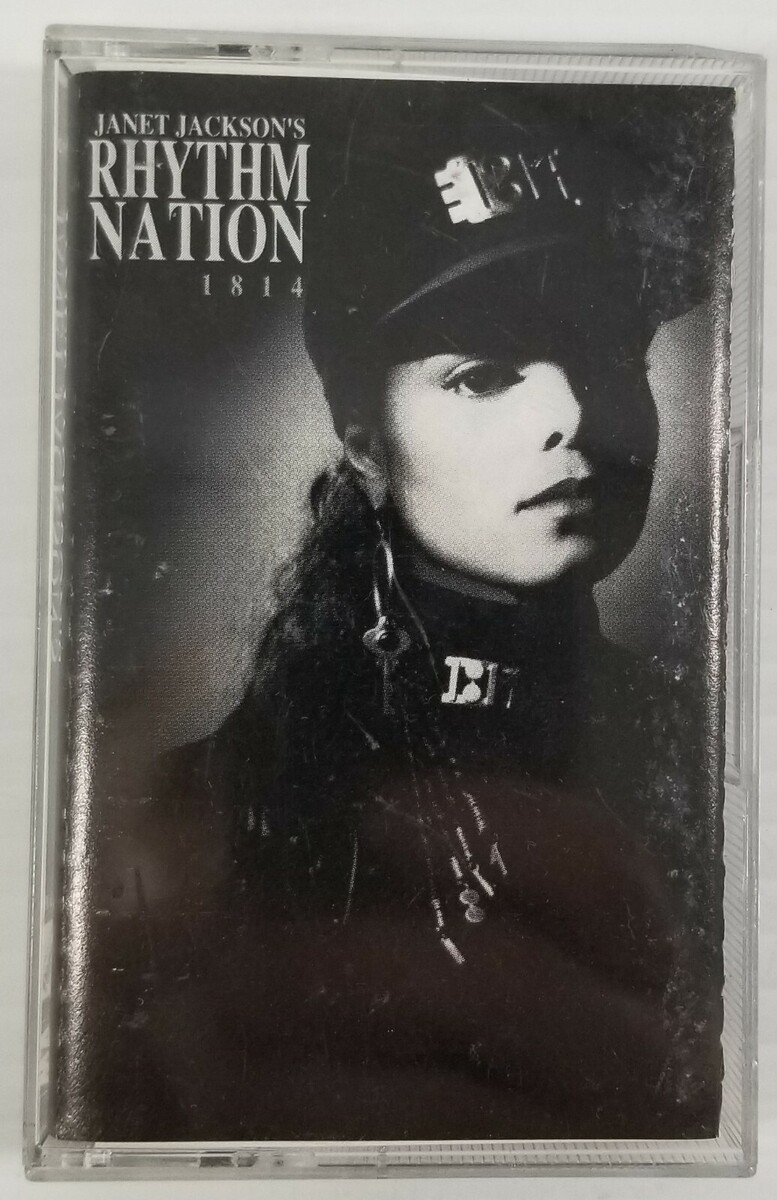 JANET JACKSON'S
RHYTHM
NATION
1814